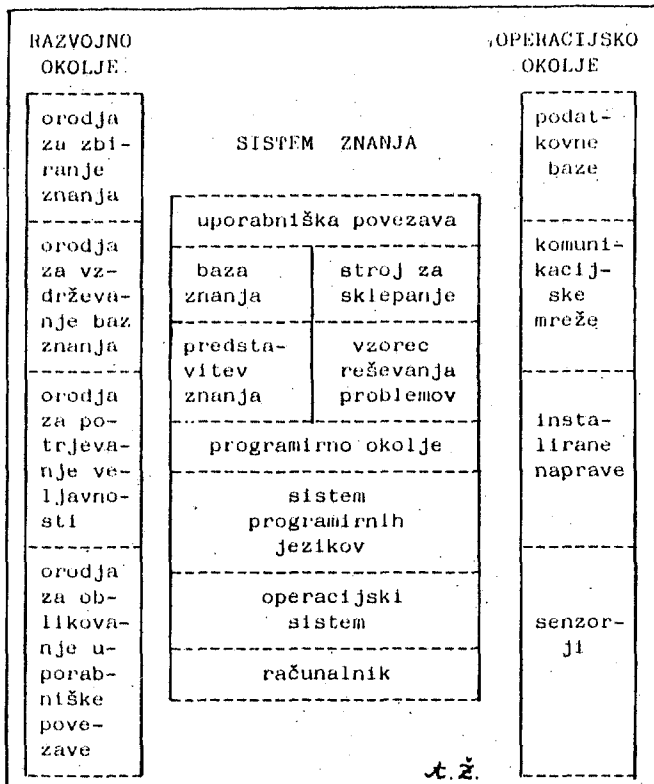 RAZVOJNO
OKOLJE
orodja
za zbi-
ranje
znanja
orodja
za vz-
drževa-
nje baz
znanja
orodja
za po-
trjeva-
nje ve-
ljavno-
sti
orodja
za ob-
likova-
nje u-
porab-
niške
pove-
zave
SISTEM ZNANJA
uporabniška povezava
baza
znanja
stroj za
sklepanje
predsta-
vitev
znanja
vzorec
reševanja
problemov
programirno okolje
sistem
programirnih
jezikov
operacijski
sistem
računalnik
OPERACIJSKO
OKOLJE
podat-
kovne
baze
komuni-
kacij-
ske
mreže
insta-
lirane
naprave
senzor-
ji
A. Ž.